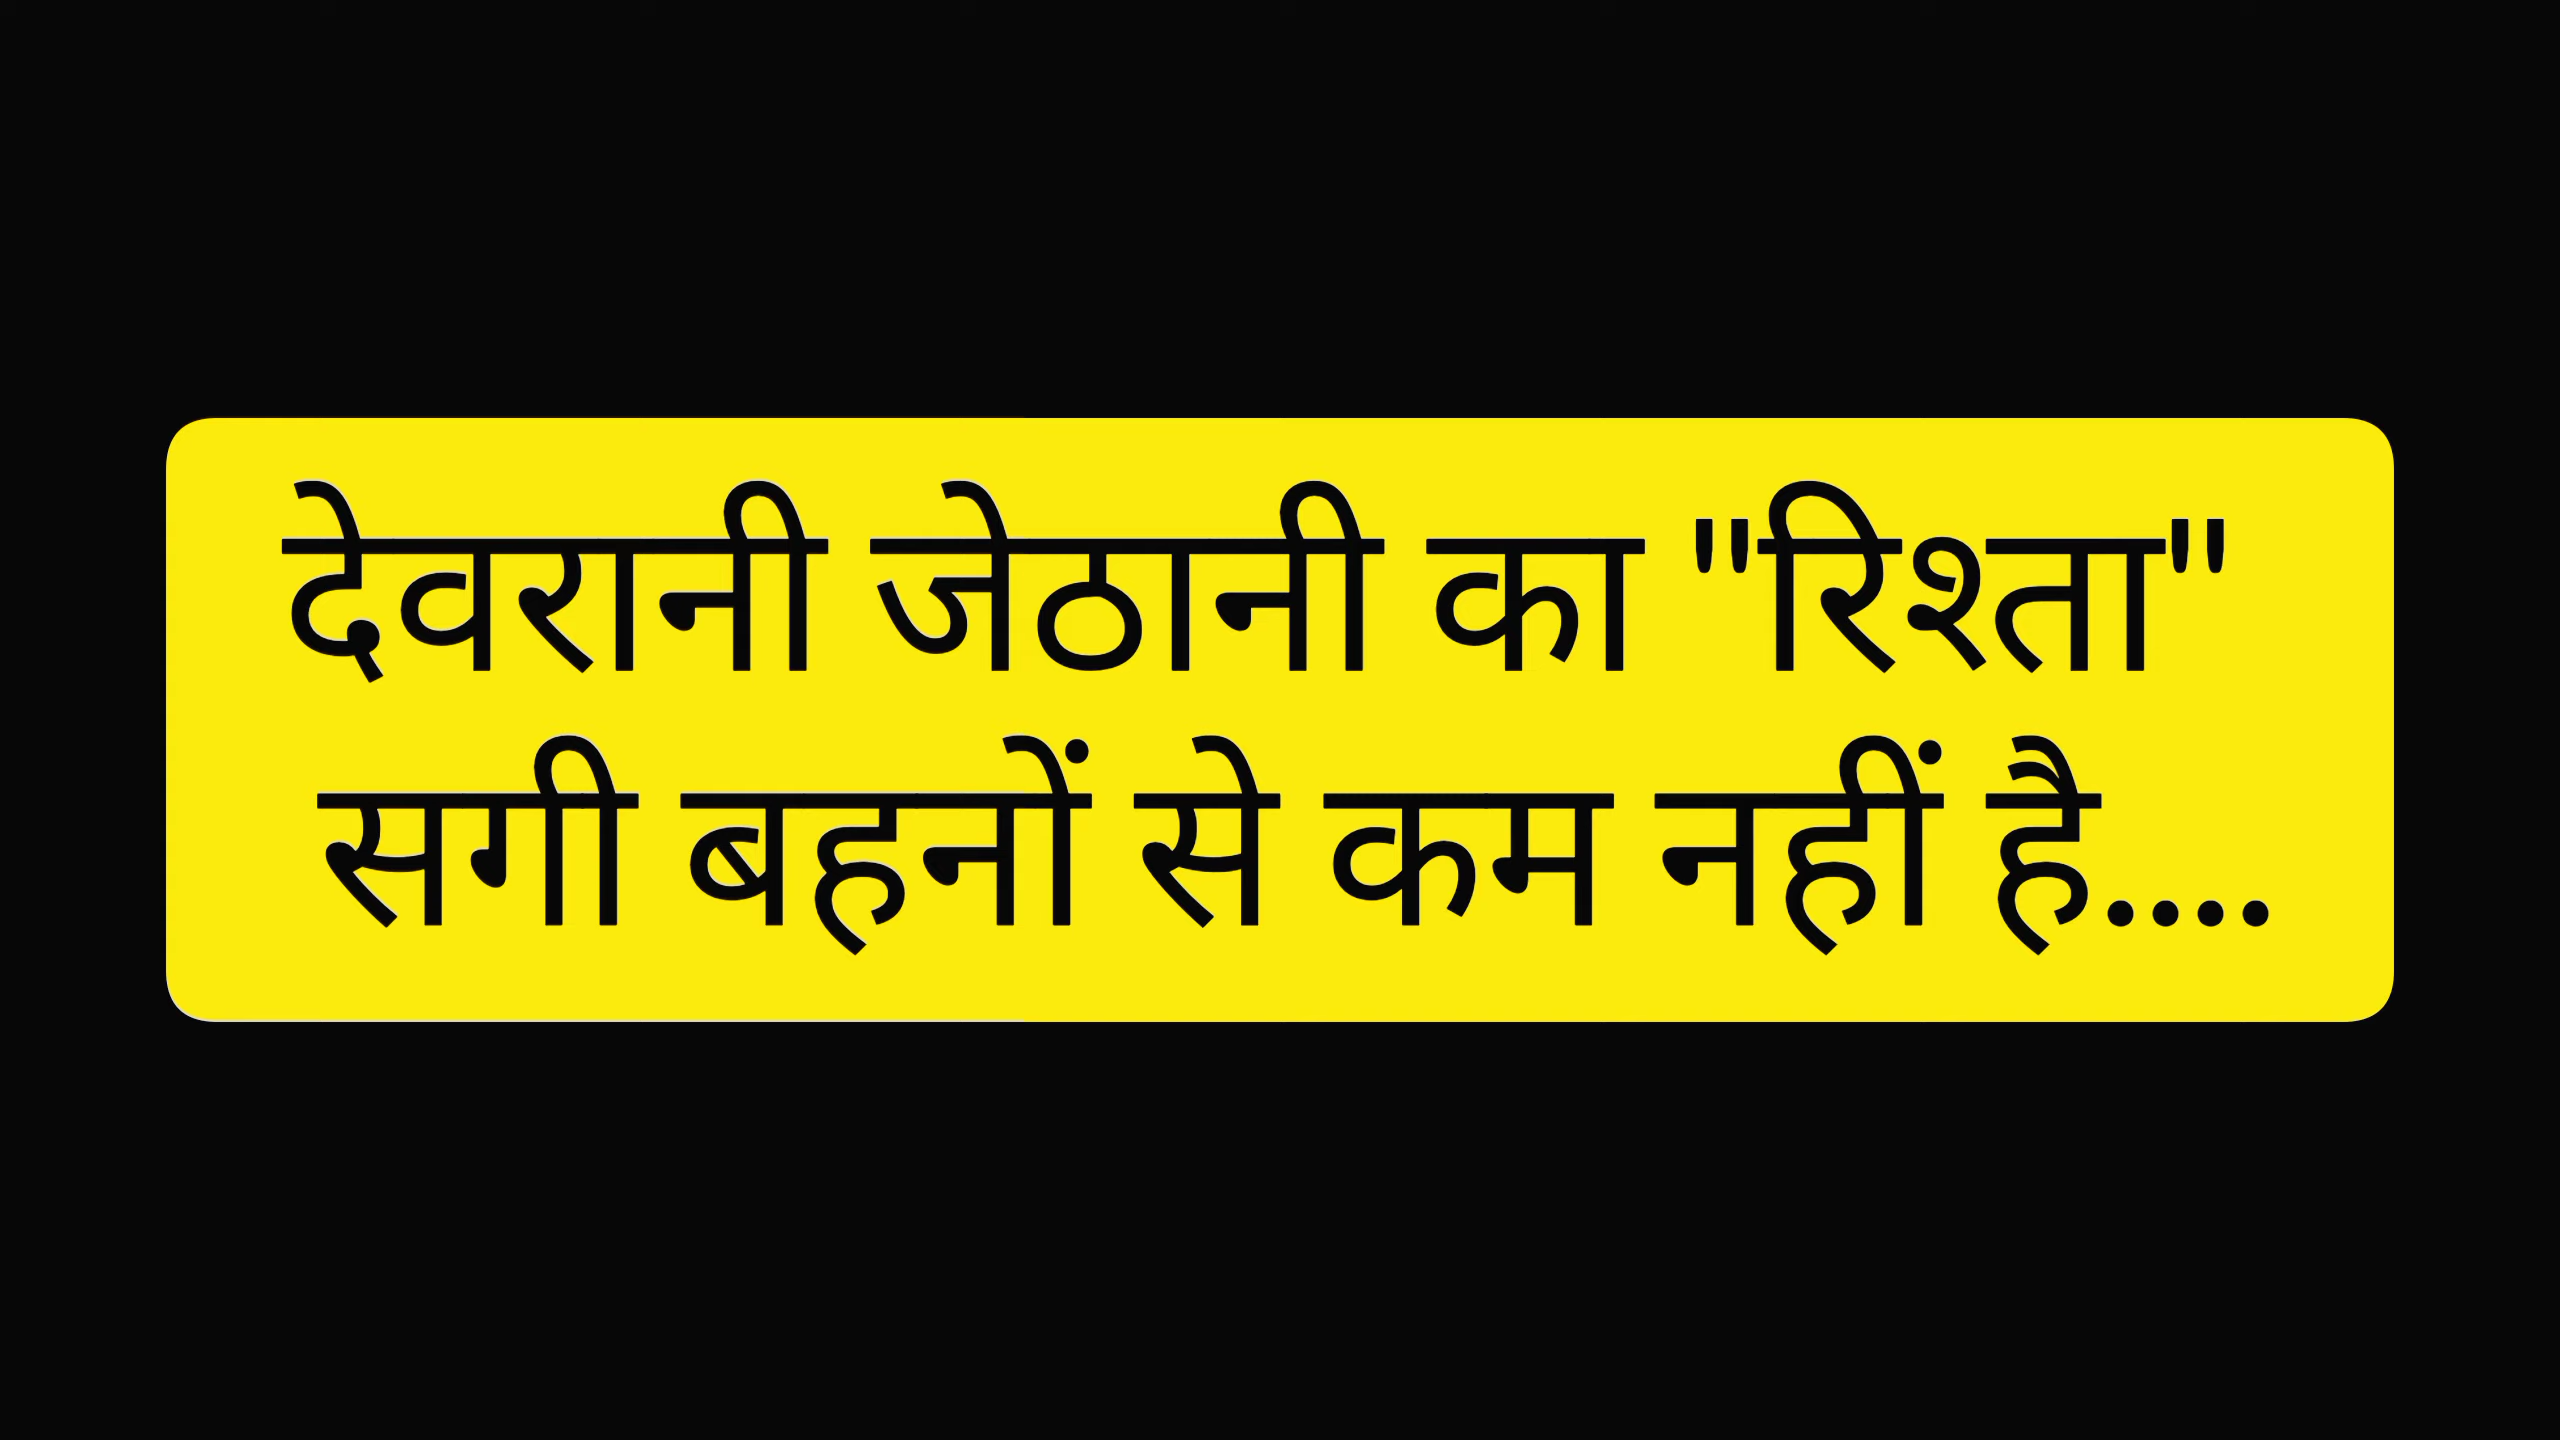 देवरानी जेठानी का "रिश्ता"
सगी बहनों से कम नहीं है....